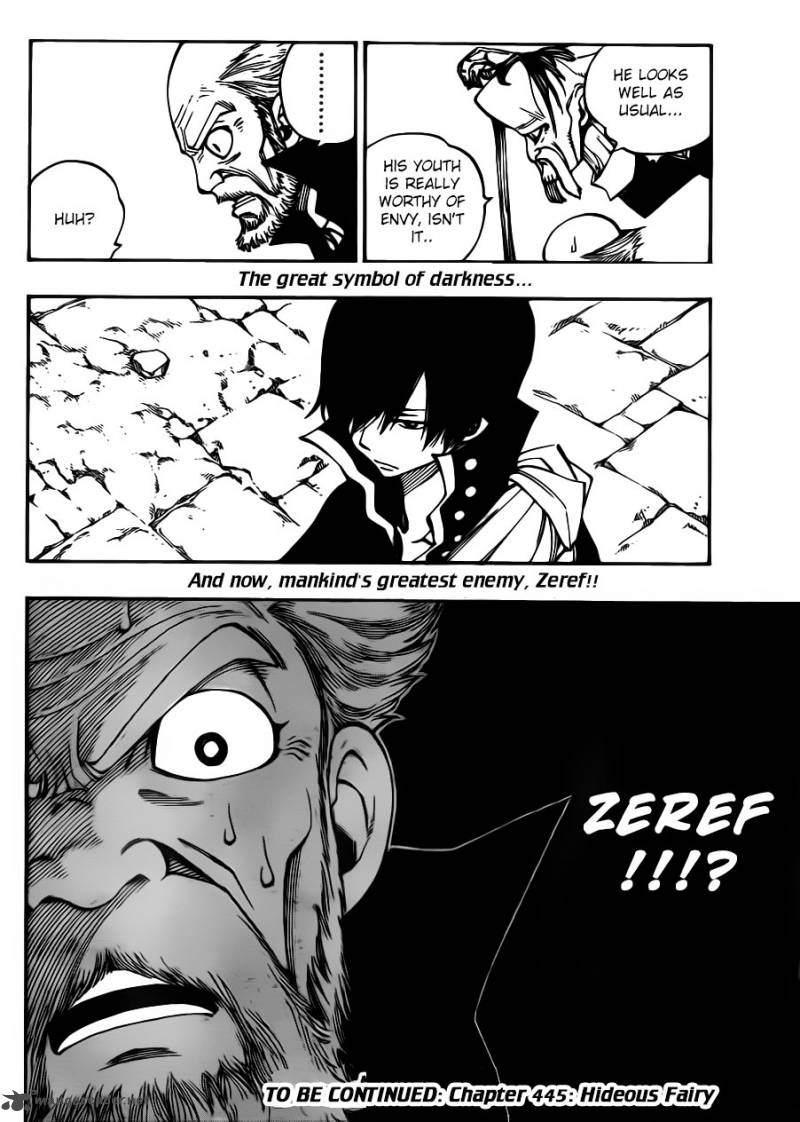 HE LOOKS
WELL AS
USUAL...
HIS YOUTH
IS REALLY
WORTHY OF
ENVY, ISN'T
IT..
........
HUH?
The great symbol of darkness...
And now, mankind's greatest enemy, Zeref!!
ZEREF
!!!?
TO BE CONTINUED: Chapter 445: Hideous Fairy